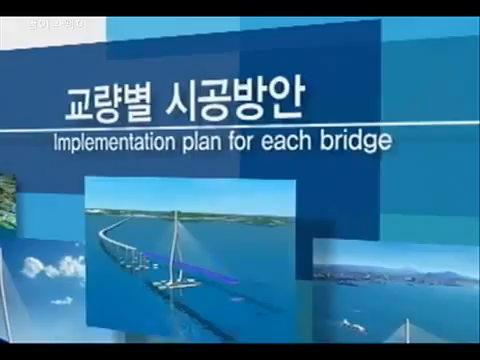 교량별 시공방안
Implementation plan for each bridge